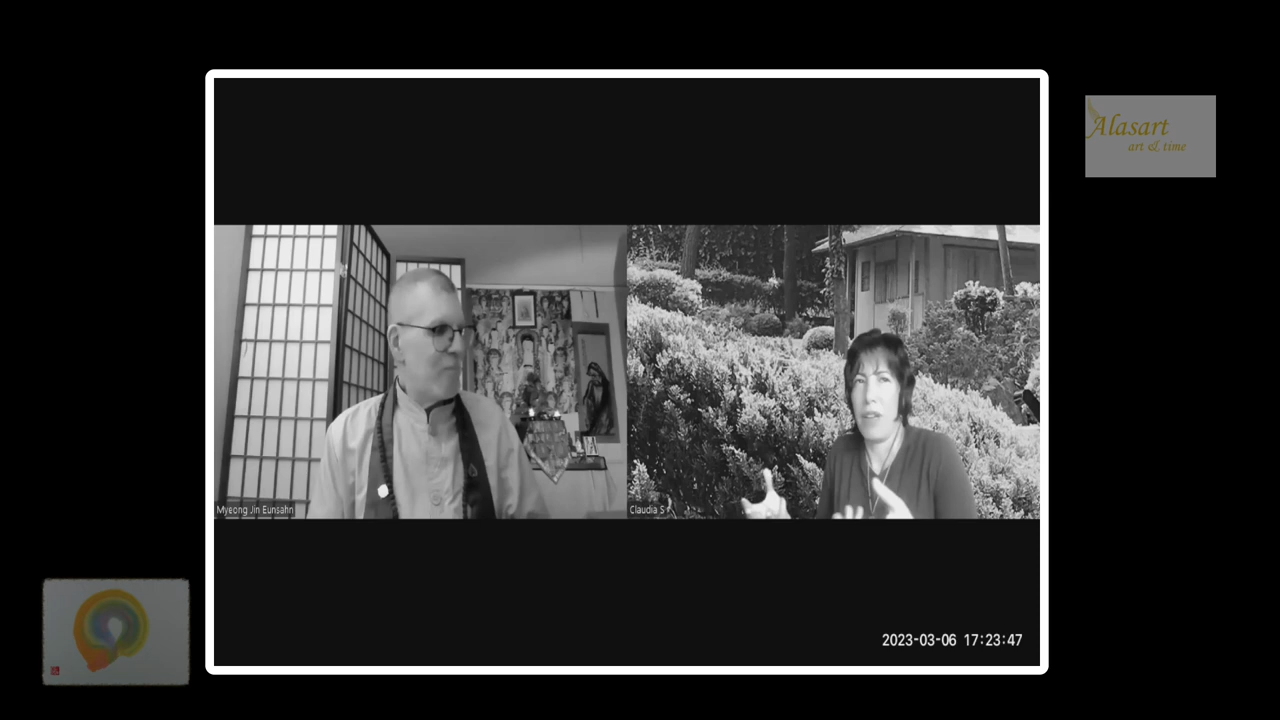 Alasart
art & time
Myeong Jin Eunsahn
Claudia S
2023-03-06 17:23:47